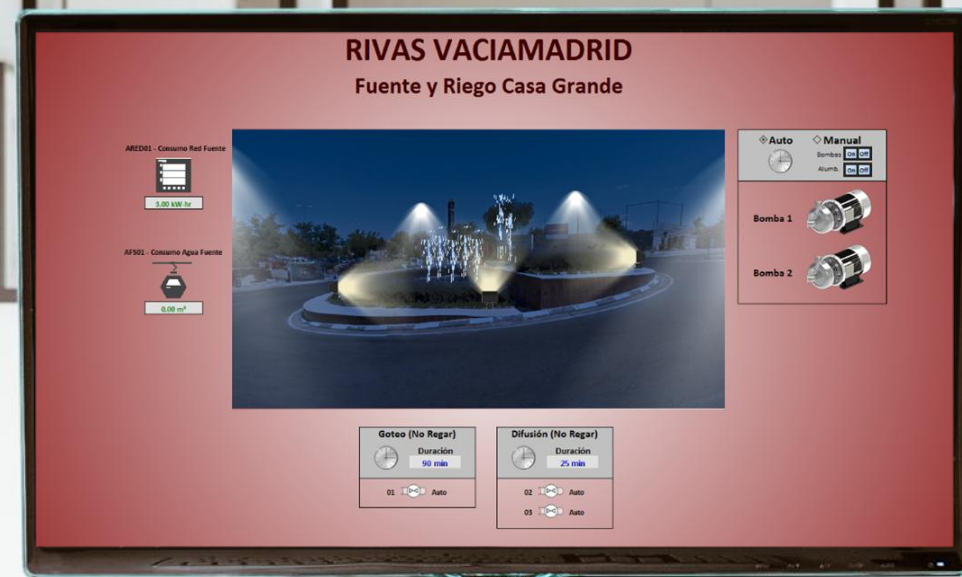 RIVAS VACIAMADRID
Fuente y Riego Casa Grande
ARED01 - Consumo Red Fuente
3.00 kW-hr
AFS01 - Consumo Agua Fuente
0.00 m³
Auto Manual
Bombas On Off
Alumb. On Off
Bomba 1
Bomba 2
Goteo (No Regar)
Duración
90 min
01 Auto
Difusión (No Regar)
Duración
25 min
02 Auto
03 Auto